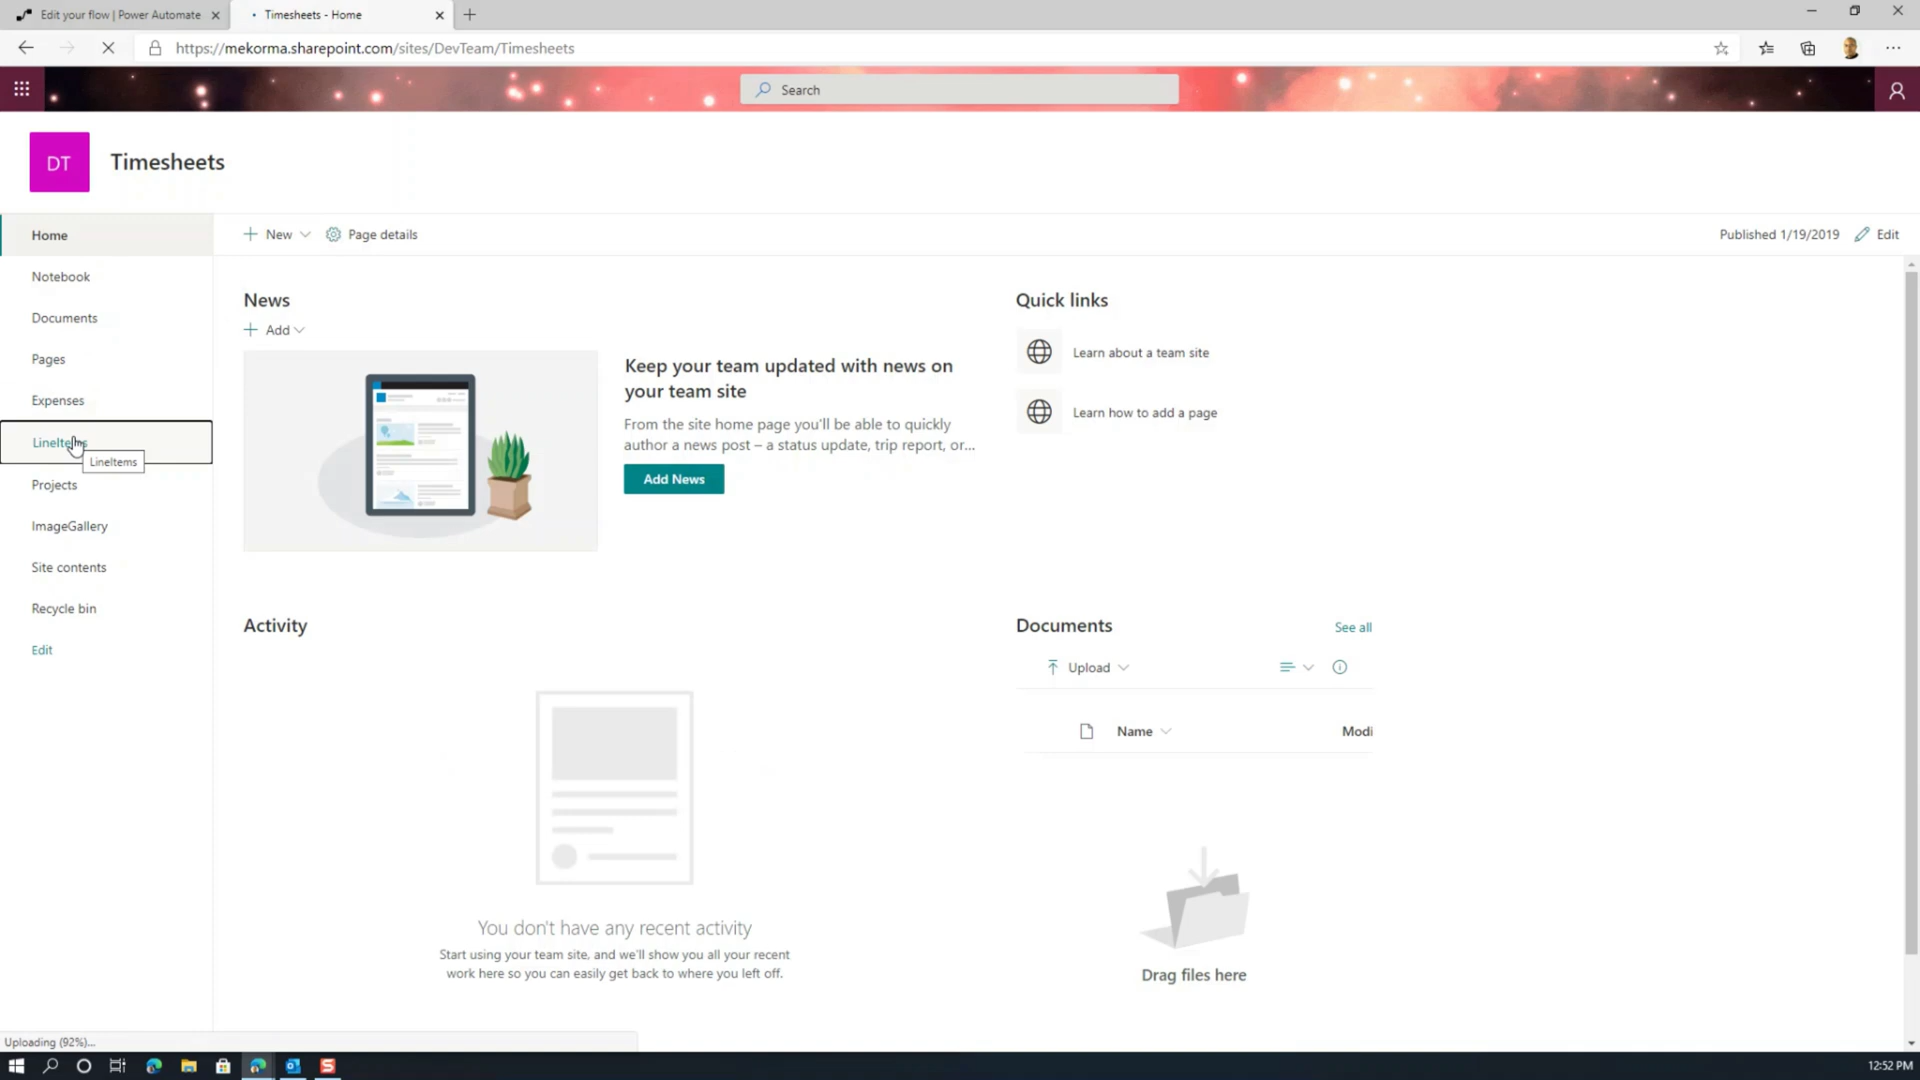 Edit your flow | Power Automate
Timesheets - Home
https://mekorma.sharepoint.com/sites/DevTeam/Timesheets
Search
DT
Timesheets
Home
New
Page details
Published 1/19/2019
Edit
Notebook
Documents
Pages
Expenses
LineItems
LineItems
Projects
ImageGallery
Site contents
Recycle bin
Edit
News
Add
Keep your team updated with news on
your team site
From the site home page you'll be able to quickly
author a news post – a status update, trip report, or...
Add News
Quick links
Learn about a team site
Learn how to add a page
Activity
You don't have any recent activity
Start using your team site, and we'll show you all your recent
work here so you can easily get back to where you left off.
Documents
See all
Upload
Name
Modi
Drag files here
Uploading (92%)...
S
12:52 PM